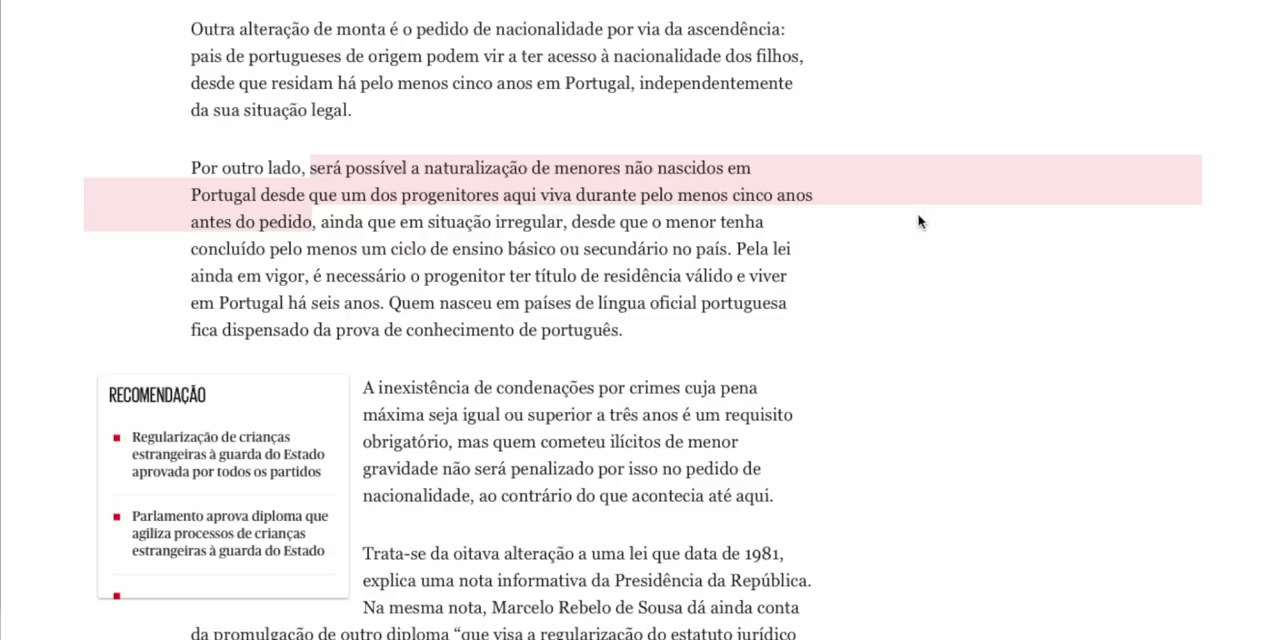 Outra alteração de monta é o pedido de nacionalidade por via da ascendência:
pais de portugueses de origem podem vir a ter acesso à nacionalidade dos filhos,
desde que residam há pelo menos cinco anos em Portugal, independentemente
da sua situação legal.
Por outro lado, será possível a naturalização de menores não nascidos em
Portugal desde que um dos progenitores aqui viva durante pelo menos cinco anos
antes do pedido, ainda que em situação irregular, desde que o menor tenha
concluído pelo menos um ciclo de ensino básico ou secundário no país. Pela lei
ainda em vigor, é necessário o progenitor ter título de residência válido e viver
em Portugal há seis anos. Quem nasceu em países de língua oficial portuguesa
fica dispensado da prova de conhecimento de português.
RECOMENDAÇÃO
Regularização de crianças
estrangeiras à guarda do Estado
aprovada por todos os partidos
Parlamento aprova diploma que
agiliza processos de crianças
estrangeiras à guarda do Estado
A inexistência de condenações por crimes cuja pena
máxima seja igual ou superior a três anos é um requisito
obrigatório, mas quem cometeu ilícitos de menor
gravidade não será penalizado por isso no pedido de
nacionalidade, ao contrário do que acontecia até aqui.
Trata-se da oitava alteração a uma lei que data de 1981,
explica uma nota informativa da Presidência da República.
Na mesma nota, Marcelo Rebelo de Sousa dá ainda conta
da promulgação de outro diploma “que visa a regularização do estatuto jurídico